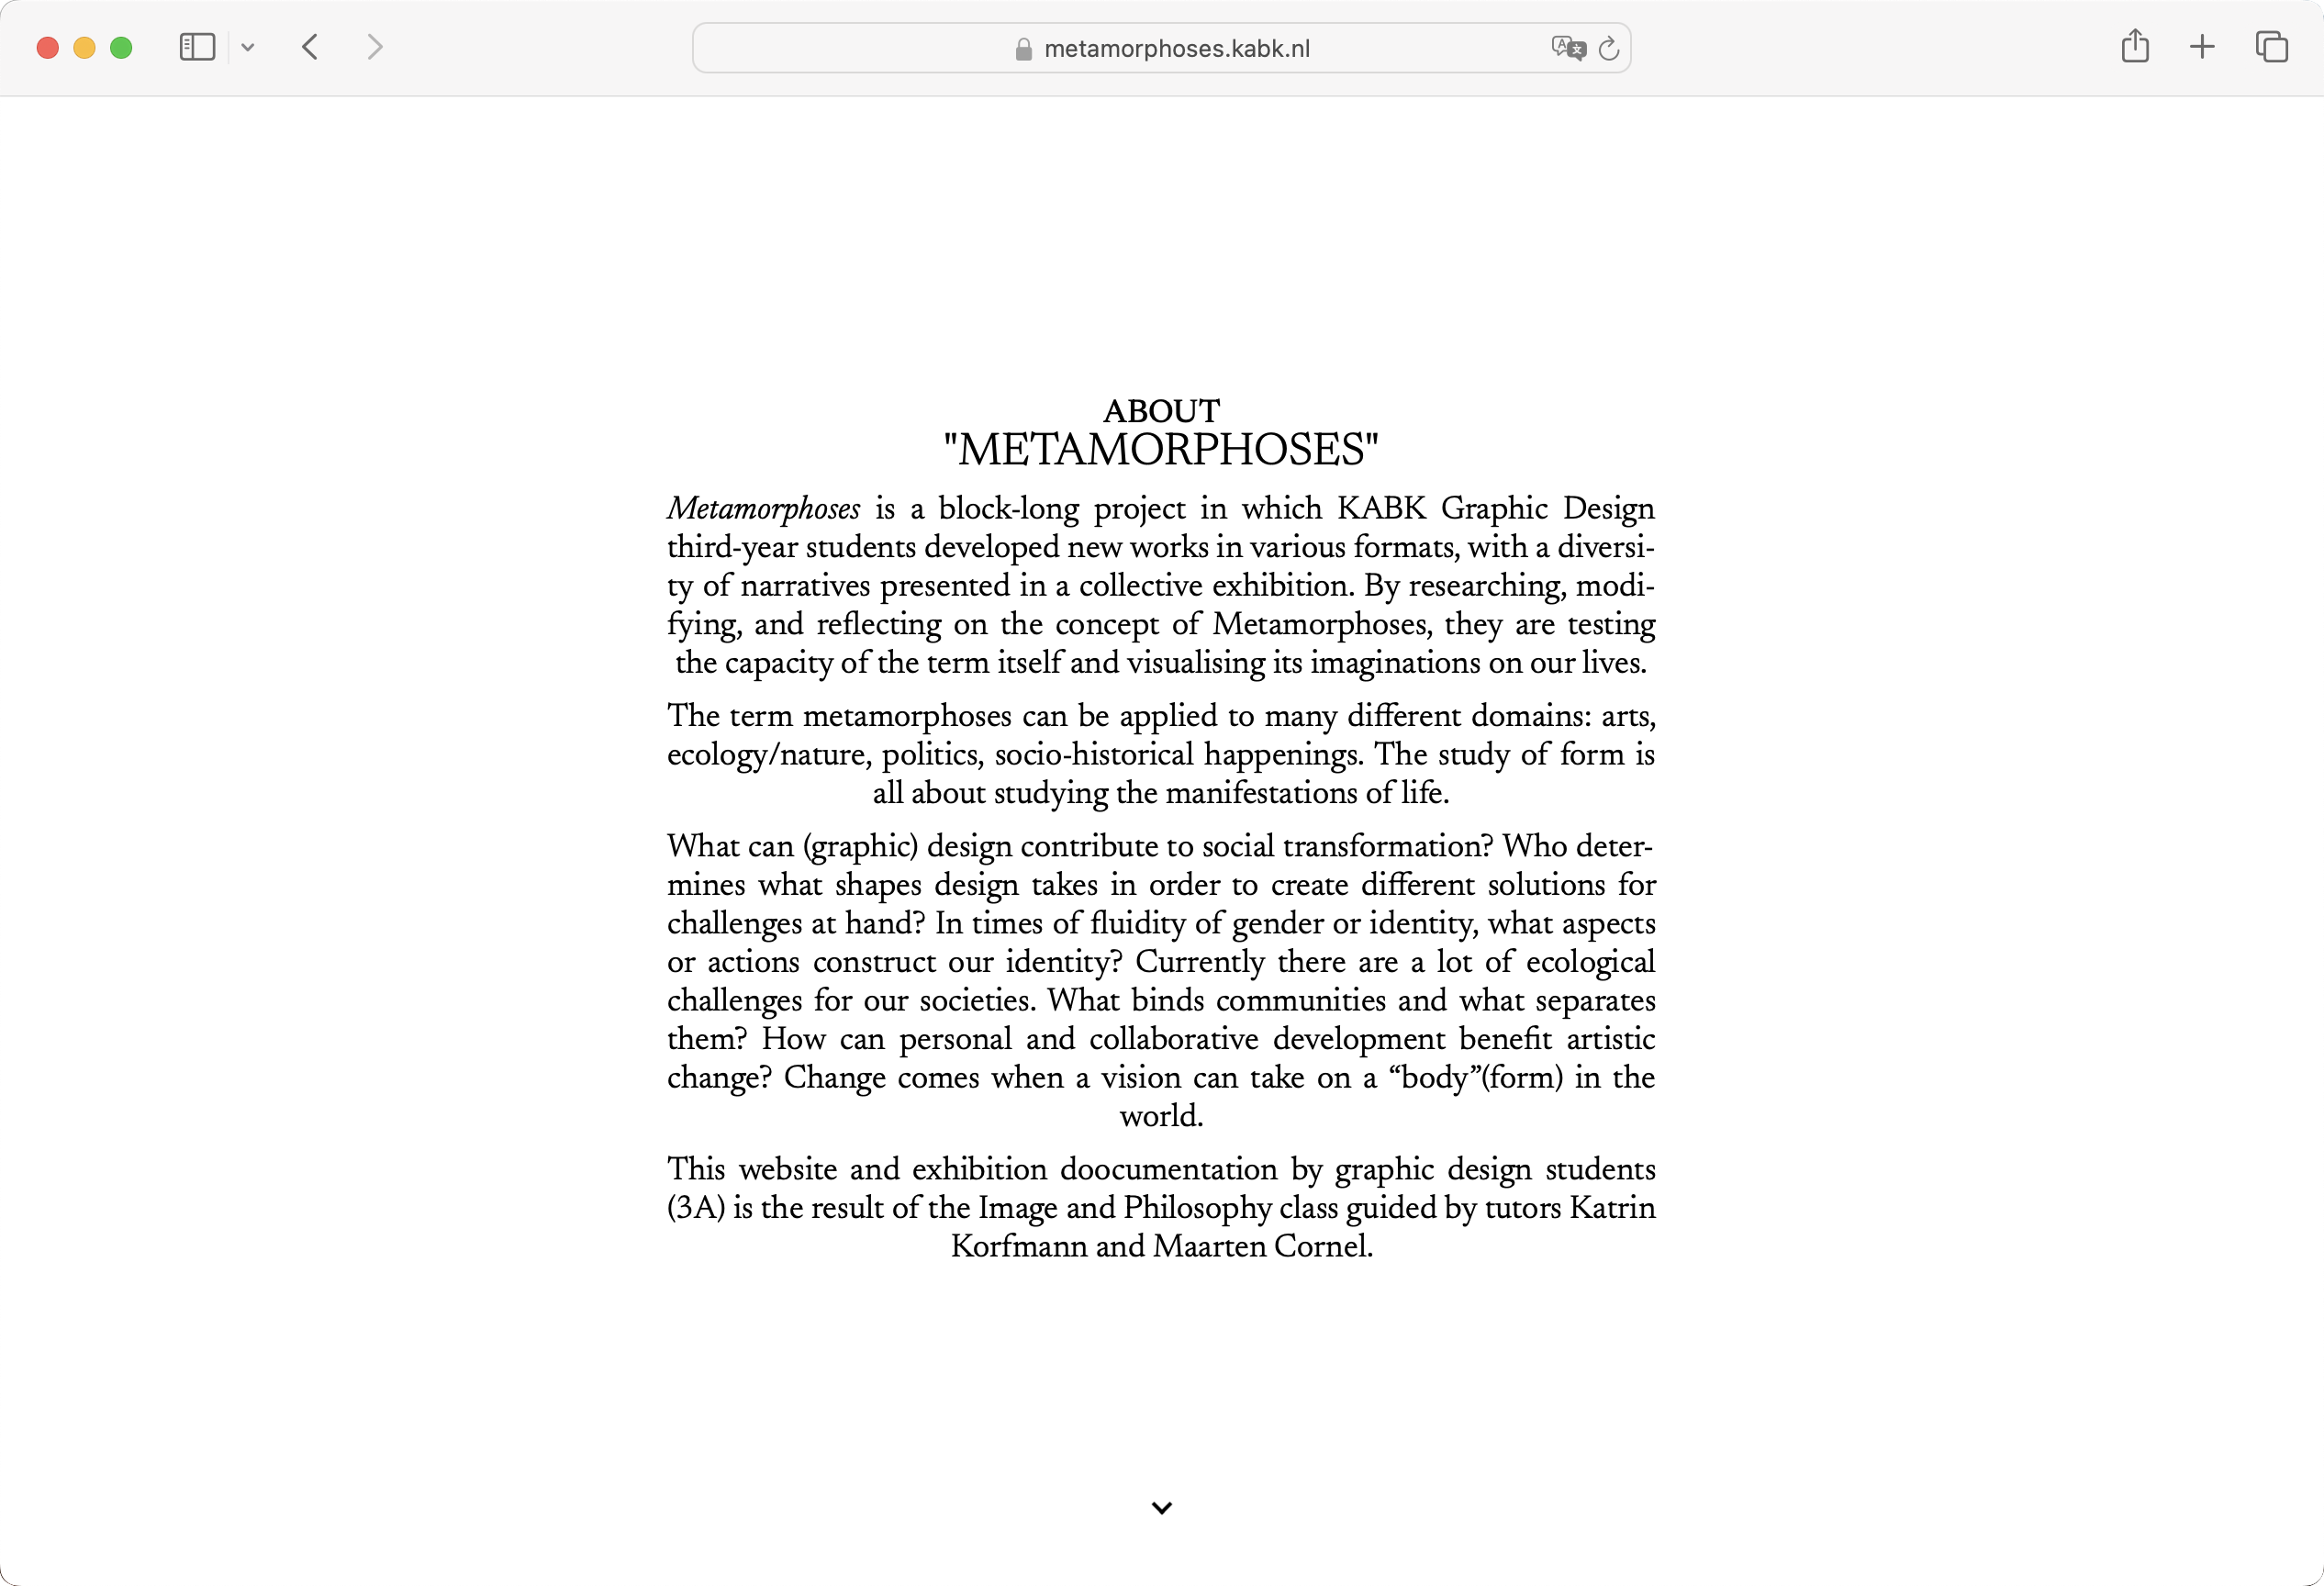 metamorphoses.kabk.nl
ABOUT
"METAMORPHOSES"
Metamorphoses is a block-long project in which KABK Graphic Design
third-year students developed new works in various formats, with a diversi-
ty of narratives presented in a collective exhibition. By researching, modi-
fying, and reflecting on the concept of Metamorphoses, they are testing
the capacity of the term itself and visualising its imaginations on our lives.
The term metamorphoses can be applied to many different domains: arts,
ecology/nature, politics, socio-historical happenings. The study of form is
all about studying the manifestations of life.
What can (graphic) design contribute to social transformation? Who deter-
mines what shapes design takes in order to create different solutions for
challenges at hand? In times of fluidity of gender or identity, what aspects
or actions construct our identity? Currently there are a lot of ecological
challenges for our societies. What binds communities and what separates
them? How can personal and collaborative development benefit artistic
change? Change comes when a vision can take on a “body”(form) in the
world.
This website and exhibition doocumentation by graphic design students
(3A) is the result of the Image and Philosophy class guided by tutors Katrin
Korfmann and Maarten Cornel.